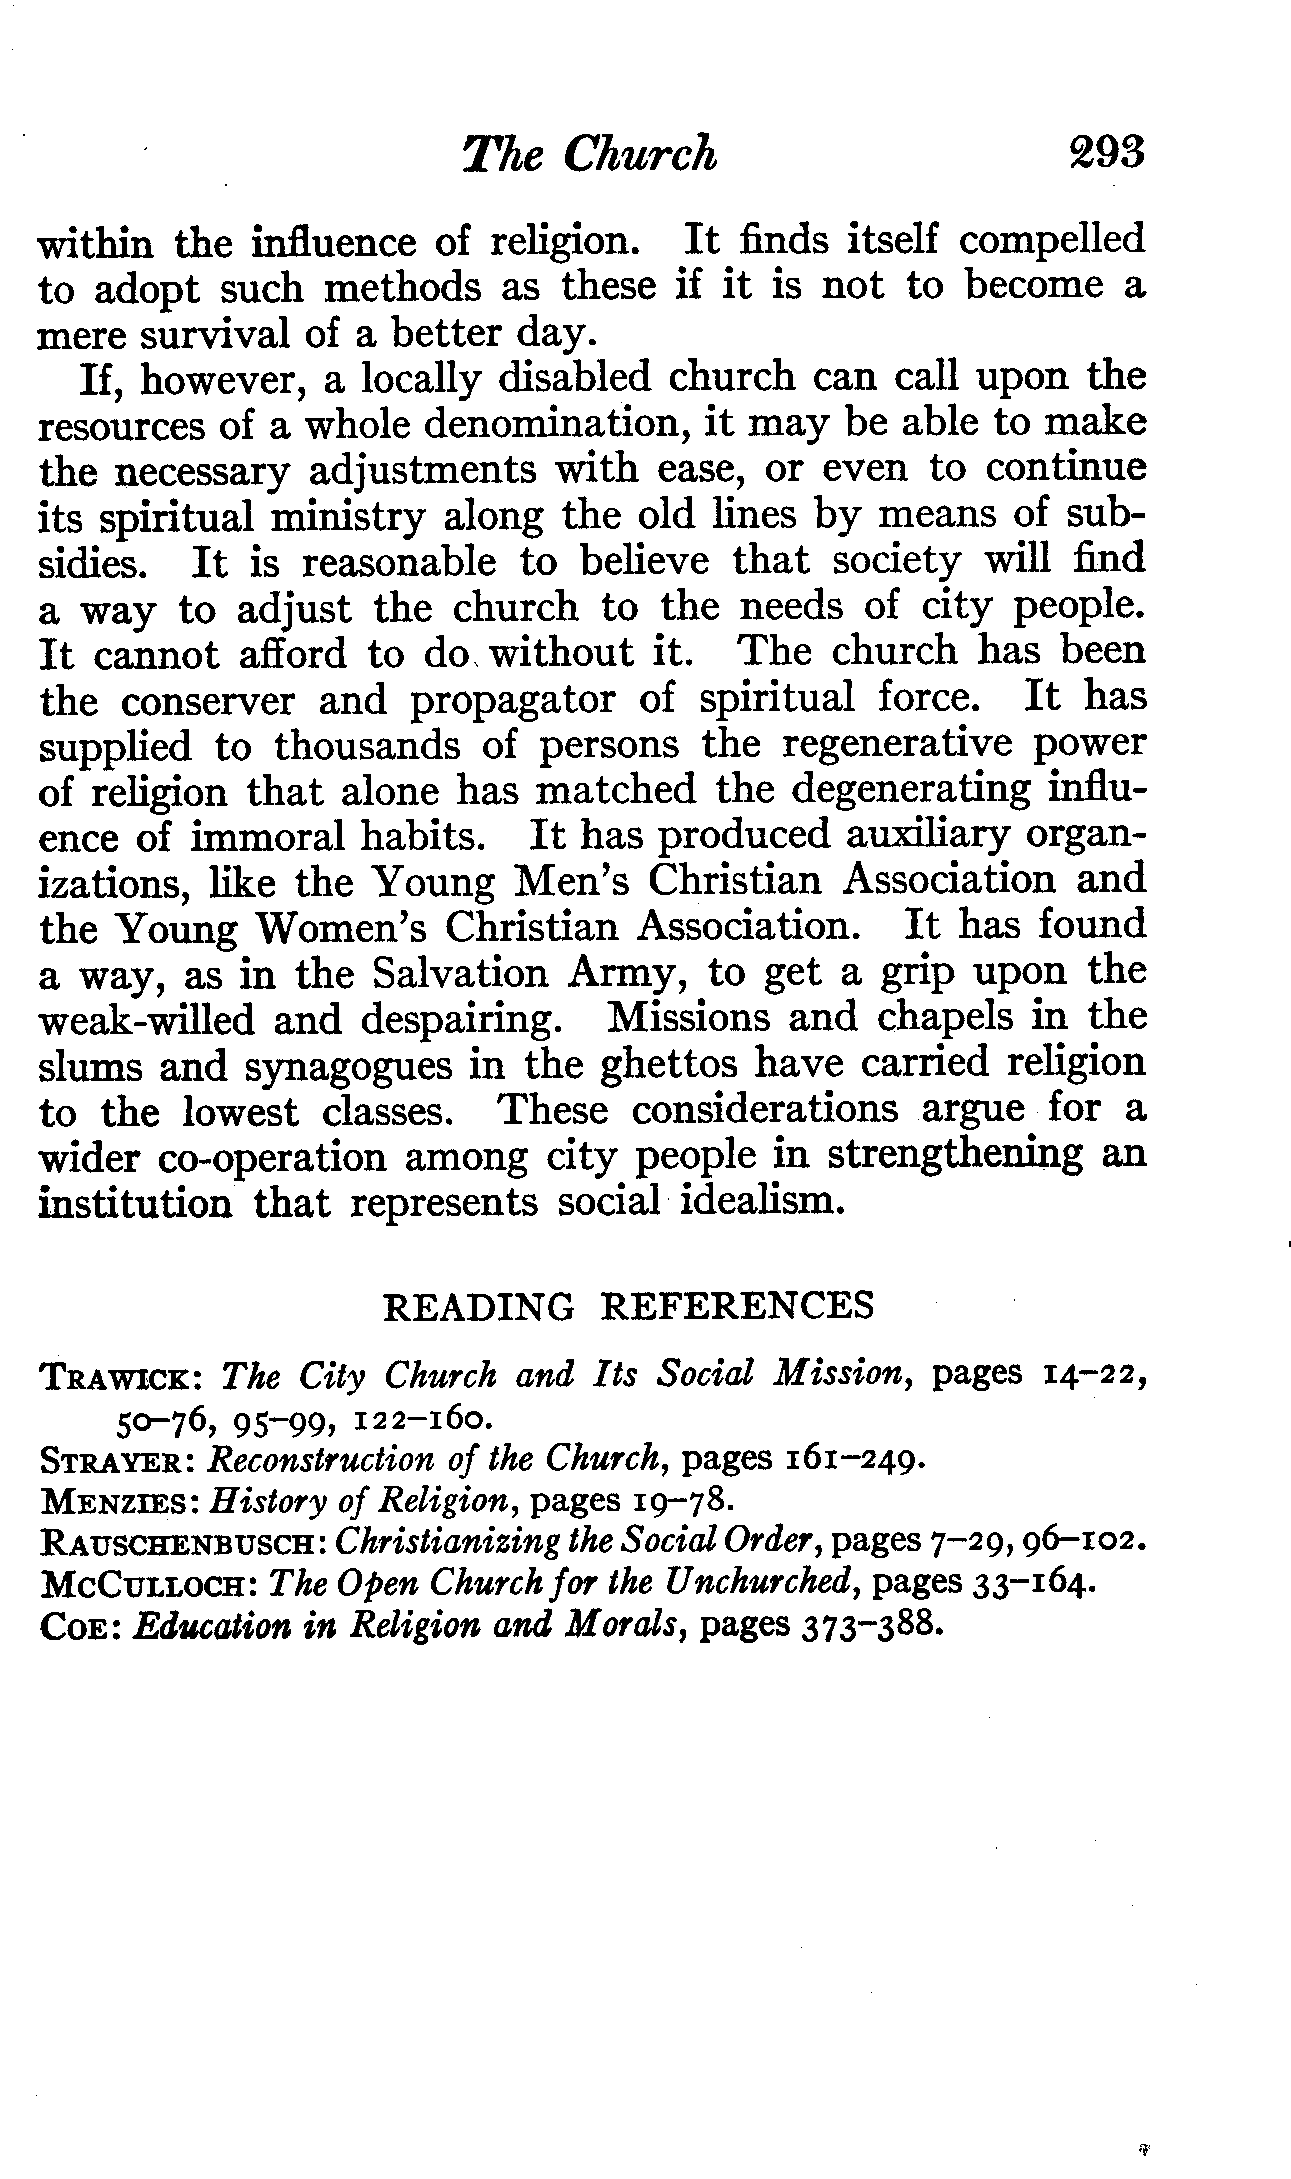 The Church 293
within the influence of religion. It finds itself compelled
to adopt such methods as these if it is not to become a
mere survival of a better day.
If, however, a locally disabled church can call upon the
resources of a whole denomination, it may be able to make
the necessary adjustments with ease, or even to continue
its spiritual ministry along the old lines by means of sub-
sidies. It is reasonable to believe that society will find
a way to adjust the church to the needs of city people.
It cannot afford to do without it. The church has been
the conserver and propagator of spiritual force. It has
supplied to thousands of persons the regenerative power
of religion that alone has matched the degenerating influ-
ence of immoral habits. It has produced auxiliary organ-
izations, like the Young Men's Christian Association and
the Young Women's Christian Association. It has found
a way, as in the Salvation Army, to get a grip upon the
weak-willed and despairing. Missions and chapels in the
slums and synagogues in the ghettos have carried religion
to the lowest classes. These considerations argue for a
wider co-operation among city people in strengthening an
institution that represents social idealism.
READING REFERENCES
TRAWICK: The City Church and Its Social Mission, pages 14–22,
50–76, 95–99, 122–160.
STRAYER: Reconstruction of the Church, pages 161–249.
MENZIES: History of Religion, pages 19–78.
RAUSCHENBUSCH: Christianizing the Social Order, pages 7–29, 96–102.
MCCULLOCH: The Open Church for the Unchurched, pages 33–164.
COE: Education in Religion and Morals, pages 373–388.